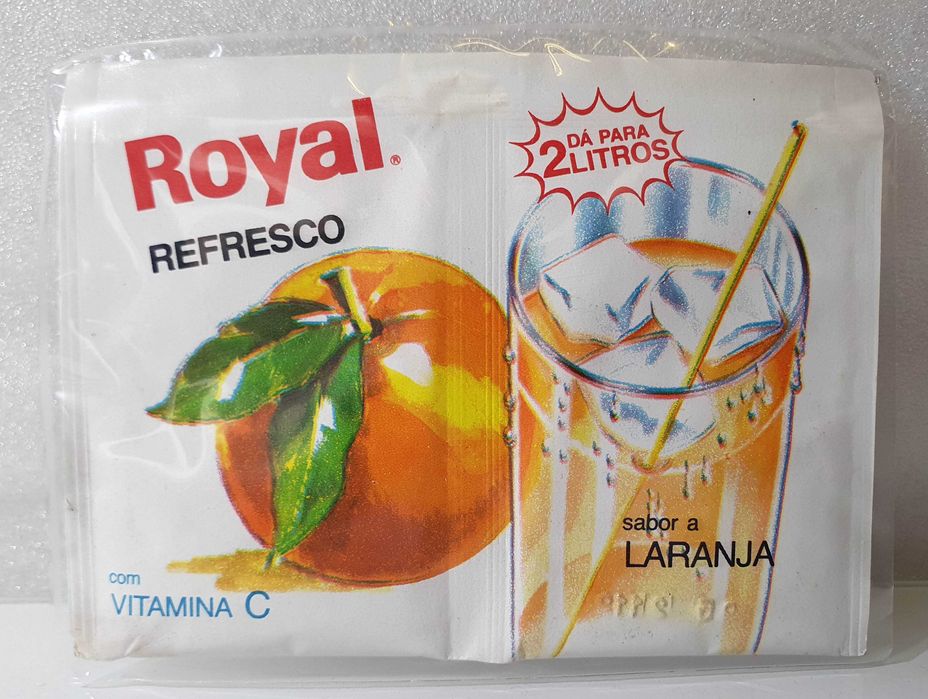 Royal®
REFRESCO
DÁ PARA
2 LITROS
sabor a
LARANJA
com
VITAMINA C